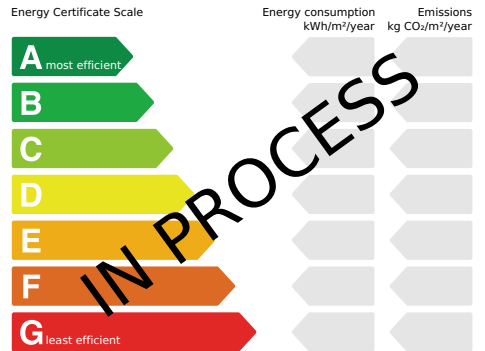 Energy Certificate Scale
Energy consumption
kWh/m²/year
Emissions
kg CO₂/m²/year
A most efficient
B
C
D
E
F
G least efficient
IN PROCESS